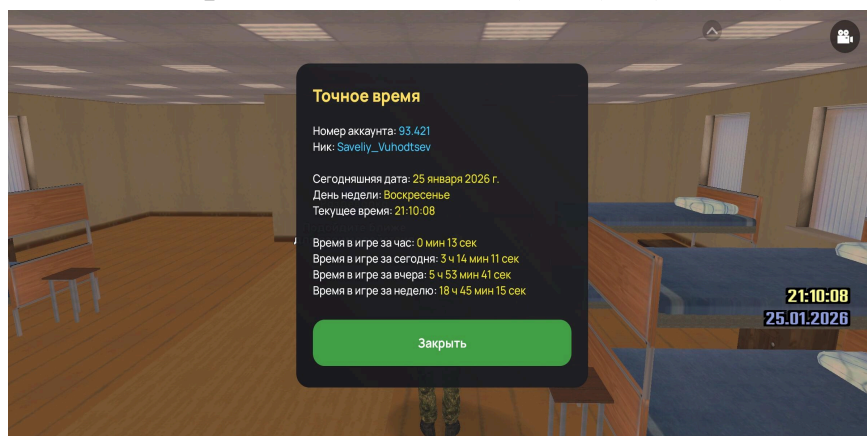 Точное время
Номер аккаунта: 93.421
Ник: Saveliy_Vuhodtsev
Сегодняшняя дата: 25 января 2026 г.
День недели: Воскресенье
Текущее время: 21:10:08
Время в игре за час: 0 мин 13 сек
Время в игре за сегодня: 3 ч 14 мин 11 сек
Время в игре за вчера: 5 ч 53 мин 41 сек
Время в игре за неделю: 18 ч 45 мин 15 сек
21:10:08
25.01.2026
Закрыть